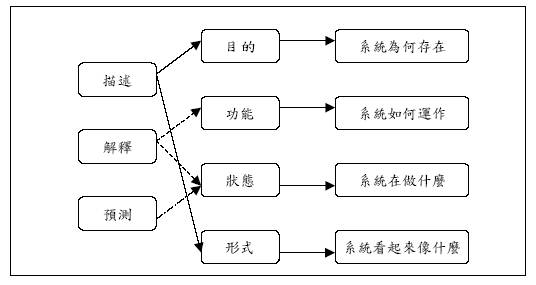 描述
解釋
預測
目的
功能
狀態
形式
系統為何存在
系統如何運作
系統在做什麼
系統看起來像什麼